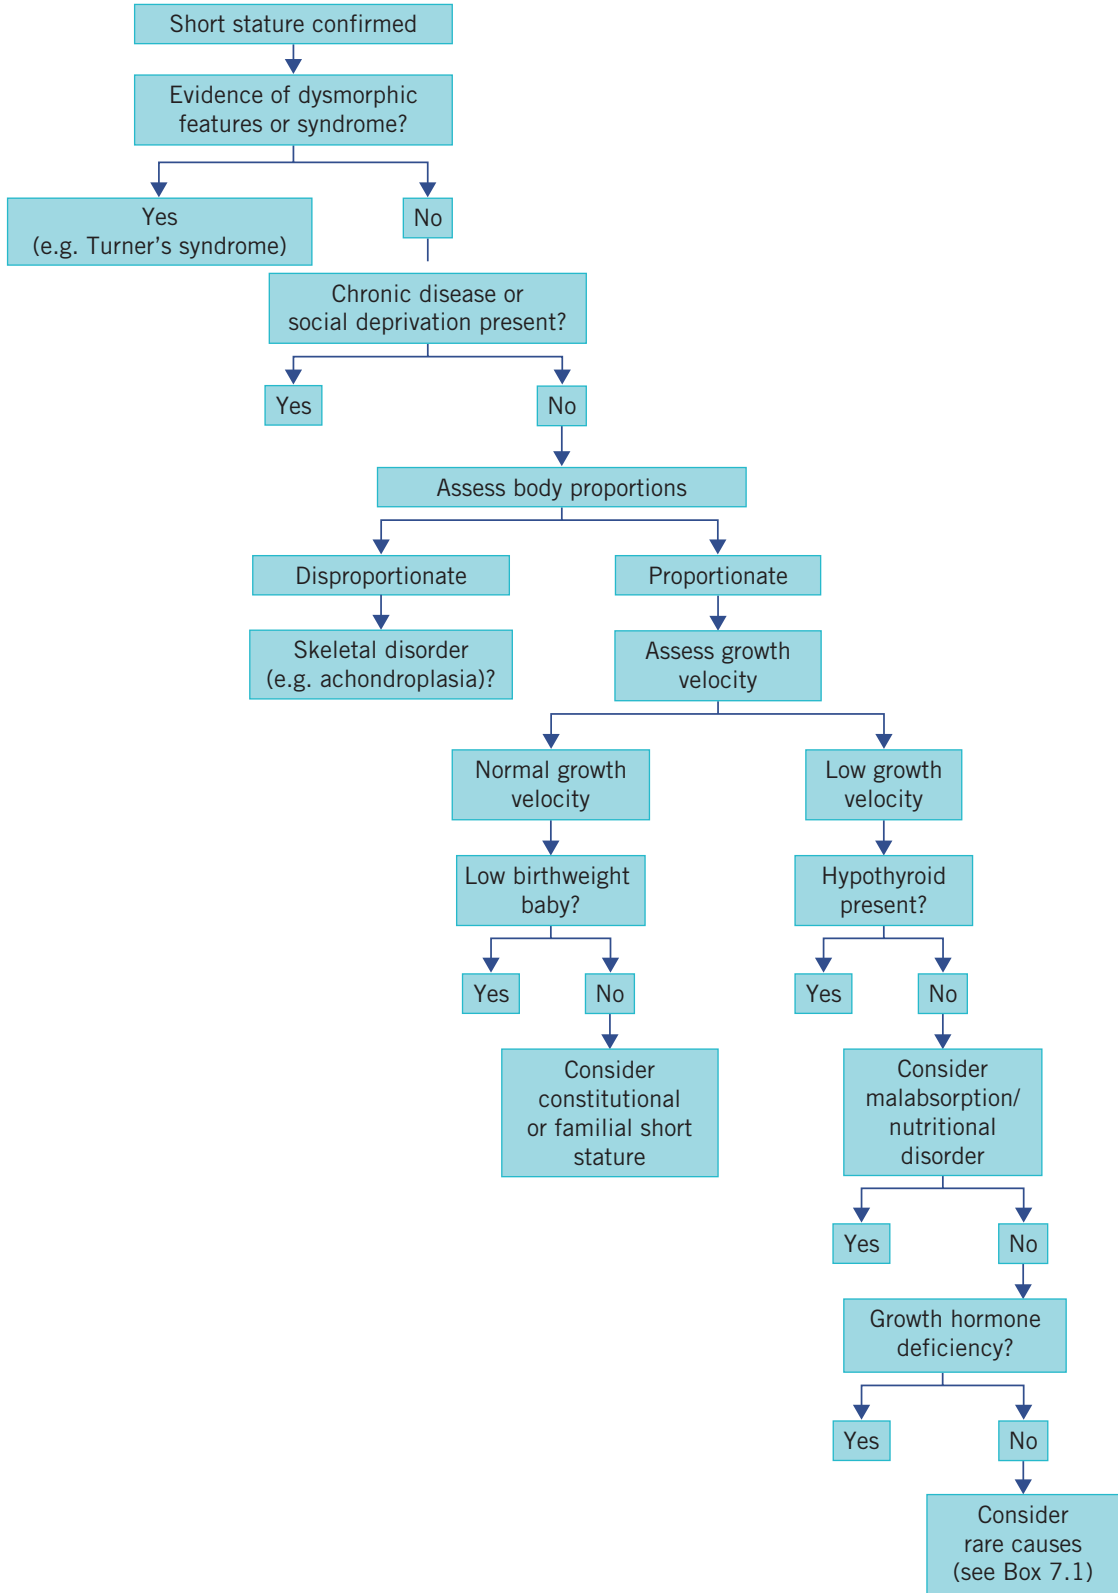 Short stature confirmed
Evidence of dysmorphic
features or syndrome?
Yes
(e.g. Turner's syndrome)
No
Chronic disease or
social deprivation present?
Yes
No
Assess body proportions
Disproportionate
Proportionate
Skeletal disorder
(e.g. achondroplasia)?
Assess growth
velocity
Normal growth
velocity
Low growth
velocity
Low birthweight
baby?
Hypothyroid
present?
Yes
No
Yes
No
Consider
constitutional
or familial short
stature
Consider
malabsorption/
nutritional
disorder
Yes
No
Growth hormone
deficiency?
Yes
No
Consider
rare causes
(see Box 7.1)